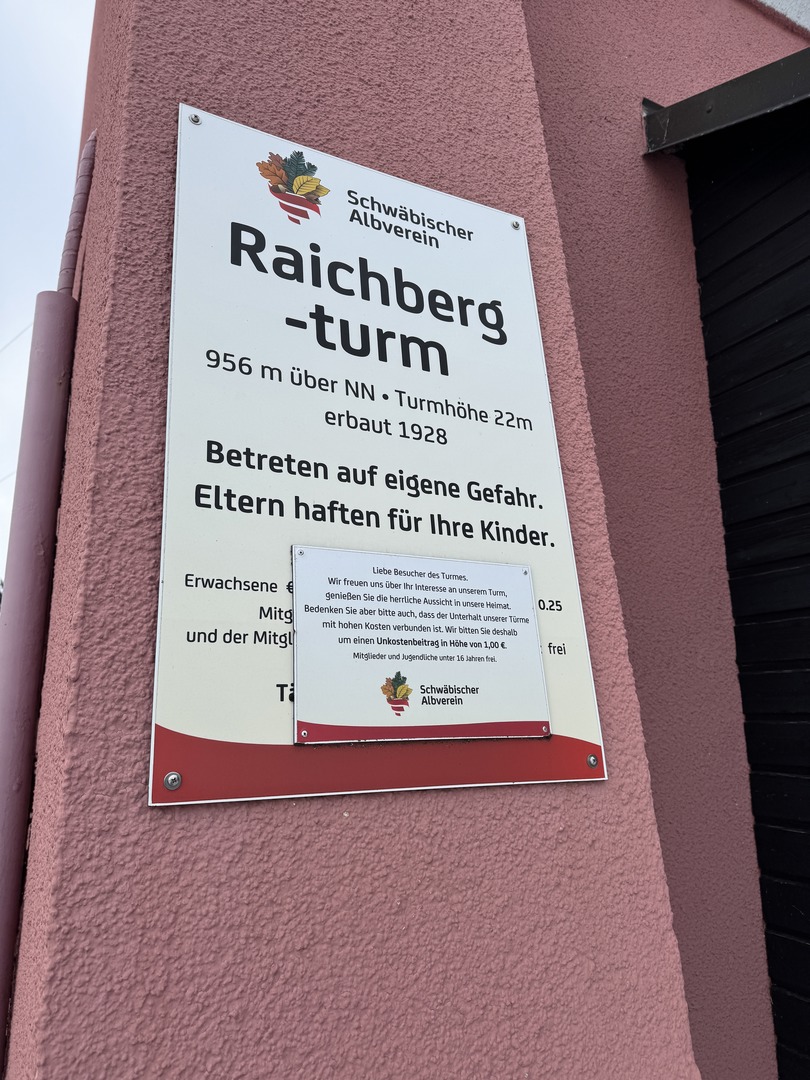 Schwäbischer
Albverein
Raichberg
-turm
956 m über NN • Turmhöhe 22m
erbaut 1928
Betreten auf eigene Gefahr.
Eltern haften für Ihre Kinder.
Erwachsene € 0.25
und der frei
Liebe Besucher des Turmes.
Wir freuen uns über Ihr Interesse an unserem Turm,
genießen Sie die herrliche Aussicht in unsere Heimat.
Bedenken Sie aber bitte auch, dass der Unterhalt unserer Türme
mit hohen Kosten verbunden ist. Wir bitten Sie deshalb
um einen Unkostenbeitrag in Höhe von 1,00 €.
Mitglieder und Jugendliche unter 16 Jahren frei.
Schwäbischer
Albverein